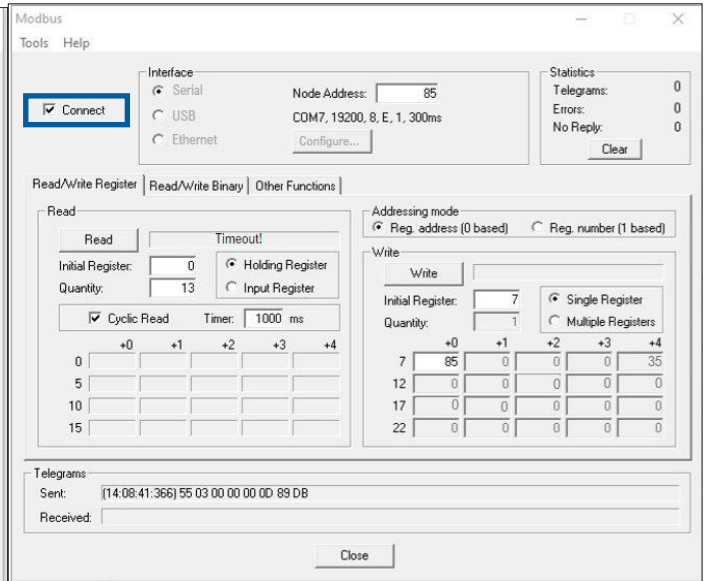 Modbus
Tools Help
Connect
Interface
Serial
USB
Ethernet
Node Address: 85
COM7, 19200, 8, E, 1, 300ms
Configure...
Statistics
Telegrams: 0
Errors: 0
No Reply: 0
Clear
Read/Write Register Read/Write Binary Other Functions
Read
Read Timeout!
Initial Register: 0
Quantity: 13
Holding Register
Input Register
Cyclic Read Timer: 1000 ms
+0 +1 +2 +3 +4
0
5
10
15
Addressing mode
Reg. address (0 based) Reg. number (1 based)
Write
Write
Initial Register: 7
Quantity: 1
Single Register
Multiple Registers
+0 +1 +2 +3 +4
7 85 0 0 0 35
12 0 0 0 0 0
17 0 0 0 0 0
22 0 0 0 0 0
Telegrams
Sent: (14:08:41:366) 55 03 00 00 00 0D 89 DB
Received:
Close